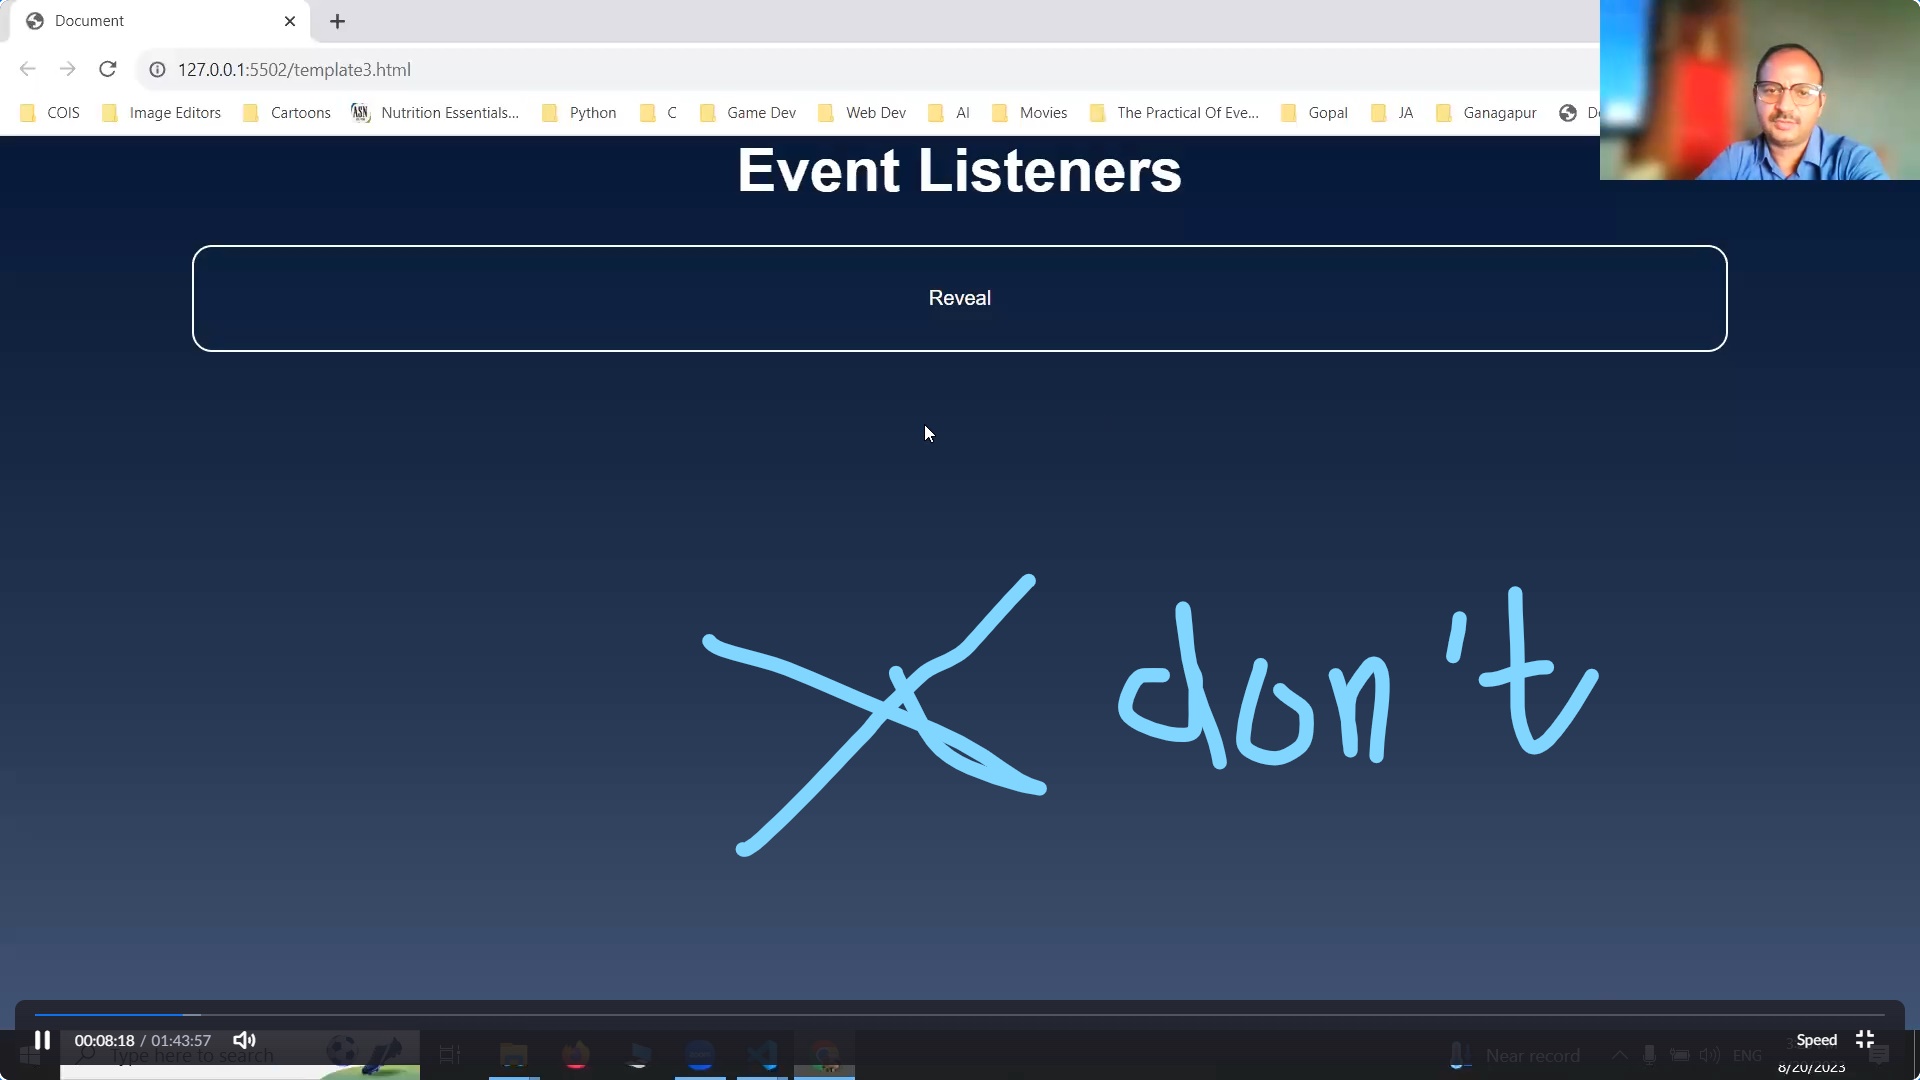 Document
127.0.0.1:5502/template3.html
COIS Image Editors Cartoons ASN Nutrition Essentials... Python C Game Dev Web Dev AI Movies The Practical Of Eve... Gopal JA Ganagapur
Event Listeners
Reveal
don't
00:08:18 / 01:43:57
Speed
Type here to search
Near record
ENG
8/20/2023